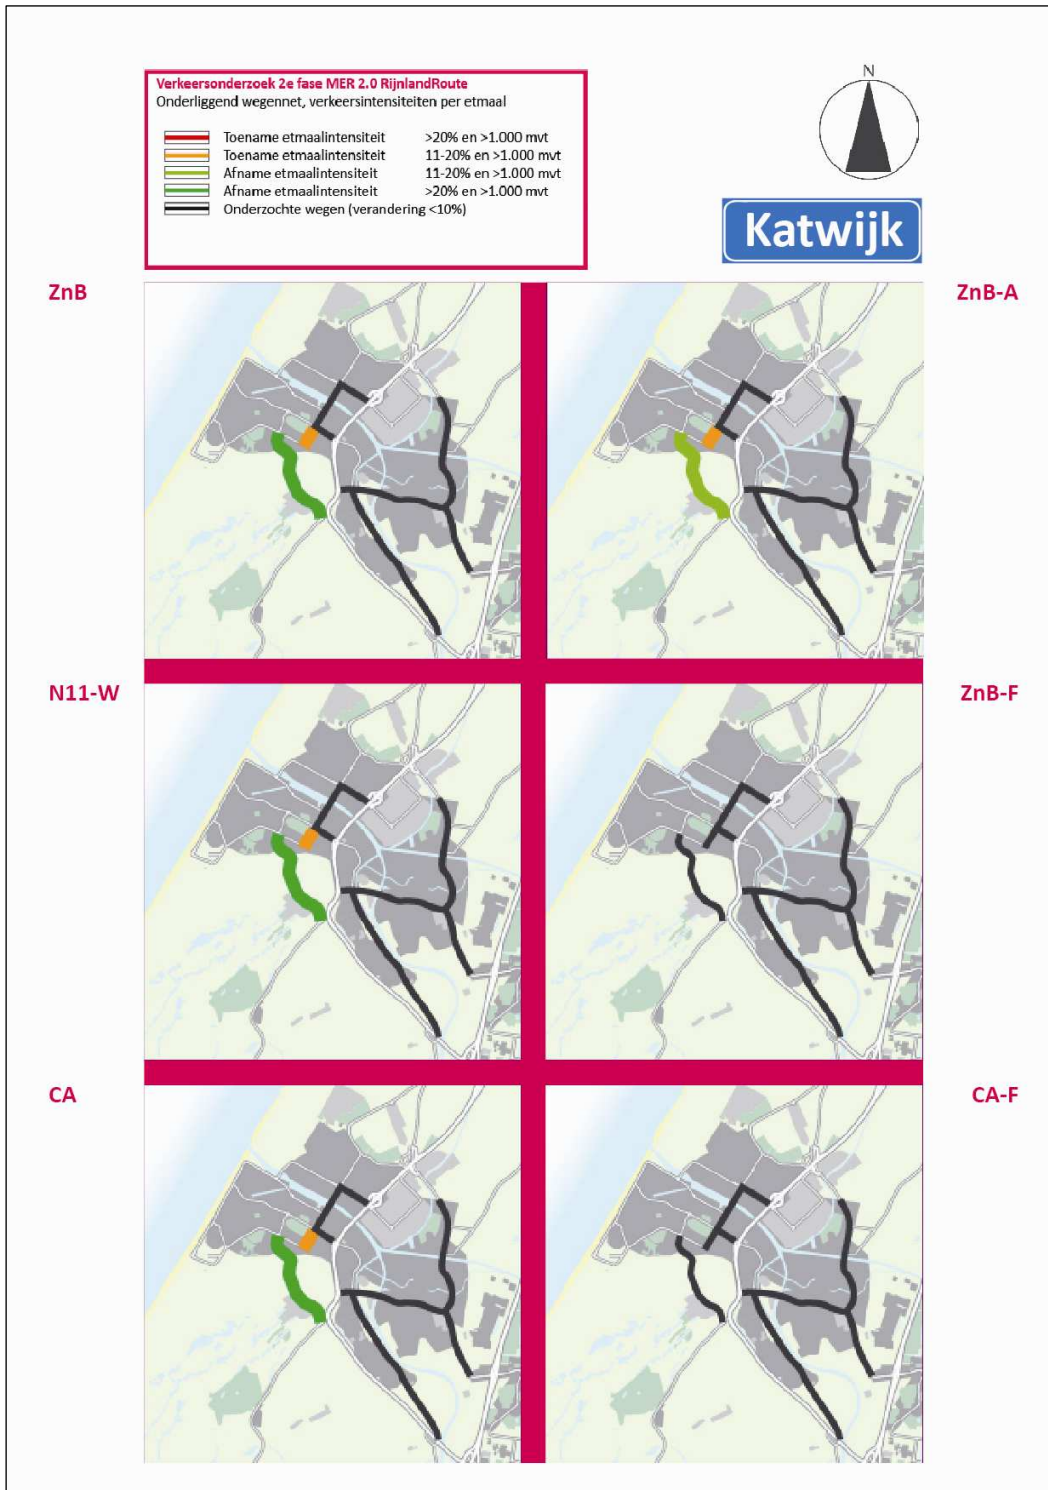 Verkeersonderzoek 2e fase MER 2.0 RijnlandRoute
Onderliggend wegennet, verkeersintensiteiten per etmaal
Toename etmaalintensiteit >20% en >1.000 mvt
Toename etmaalintensiteit 11-20% en >1.000 mvt
Afname etmaalintensiteit 11-20% en >1.000 mvt
Afname etmaalintensiteit >20% en >1.000 mvt
Onderzochte wegen (verandering <10%)
N
Katwijk
ZnB
ZnB-A
N11-W
ZnB-F
CA
CA-F